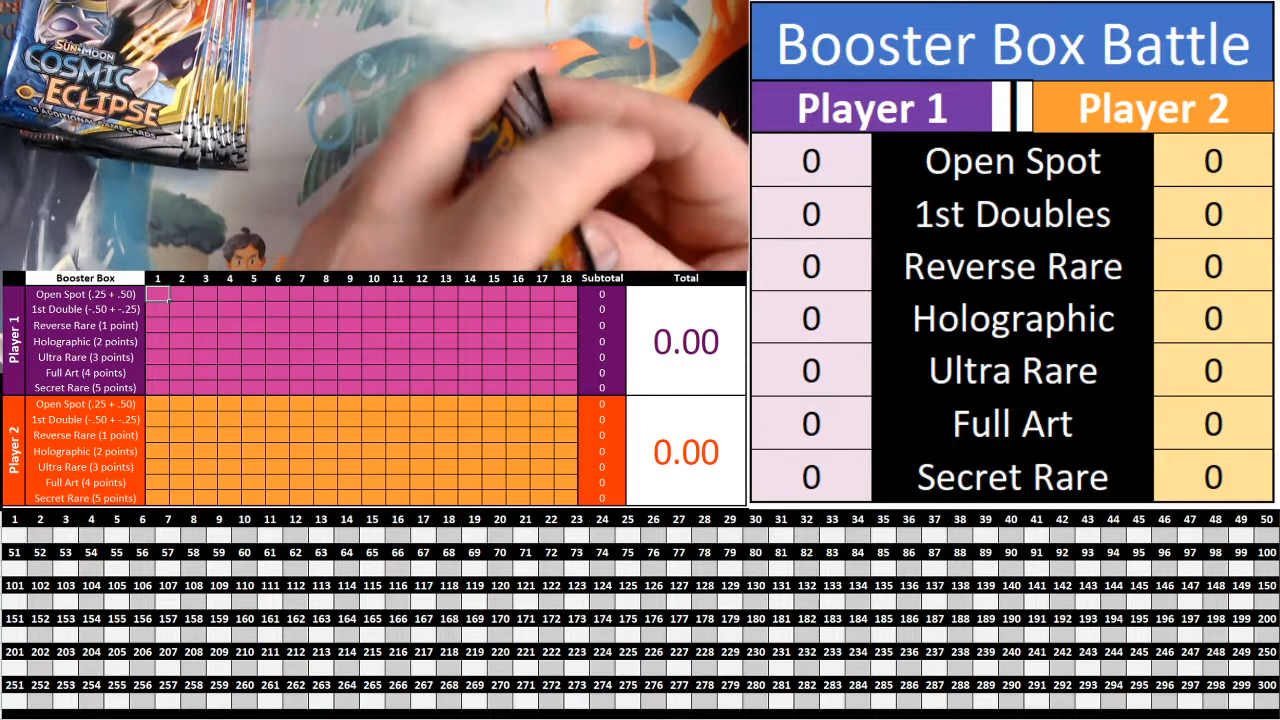 SUN & MOON
COSMIC
ECLIPSE
10 ADDITIONAL GAME CARDS
Booster Box Battle
Player 1 Player 2
0 Open Spot 0
0 1st Doubles 0
0 Reverse Rare 0
0 Holographic 0
0 Ultra Rare 0
0 Full Art 0
0 Secret Rare 0
Booster Box 1 2 3 4 5 6 7 8 9 10 11 12 13 14 15 16 17 18 Subtotal Total
Player 1
Open Spot (.25 + .50) 0
1st Double (-.50 + -.25) 0
Reverse Rare (1 point) 0
Holographic (2 points) 0
Ultra Rare (3 points) 0
Full Art (4 points) 0
Secret Rare (5 points) 0
0.00
Player 2
Open Spot (.25 + .50) 0
1st Double (-.50 + -.25) 0
Reverse Rare (1 point) 0
Holographic (2 points) 0
Ultra Rare (3 points) 0
Full Art (4 points) 0
Secret Rare (5 points) 0
0.00
1 2 3 4 5 6 7 8 9 10 11 12 13 14 15 16 17 18 19 20 21 22 23 24 25 26 27 28 29 30 31 32 33 34 35 36 37 38 39 40 41 42 43 44 45 46 47 48 49 50
51 52 53 54 55 56 57 58 59 60 61 62 63 64 65 66 67 68 69 70 71 72 73 74 75 76 77 78 79 80 81 82 83 84 85 86 87 88 89 90 91 92 93 94 95 96 97 98 99 100
101 102 103 104 105 106 107 108 109 110 111 112 113 114 115 116 117 118 119 120 121 122 123 124 125 126 127 128 129 130 131 132 133 134 135 136 137 138 139 140 141 142 143 144 145 146 147 148 149 150
151 152 153 154 155 156 157 158 159 160 161 162 163 164 165 166 167 168 169 170 171 172 173 174 175 176 177 178 179 180 181 182 183 184 185 186 187 188 189 190 191 192 193 194 195 196 197 198 199 200
201 202 203 204 205 206 207 208 209 210 211 212 213 214 215 216 217 218 219 220 221 222 223 224 225 226 227 228 229 230 231 232 233 234 235 236 237 238 239 240 241 242 243 244 245 246 247 248 249 250
251 252 253 254 255 256 257 258 259 260 261 262 263 264 265 266 267 268 269 270 271 272 273 274 275 276 277 278 279 280 281 282 283 284 285 286 287 288 289 290 291 292 293 294 295 296 297 298 299 300